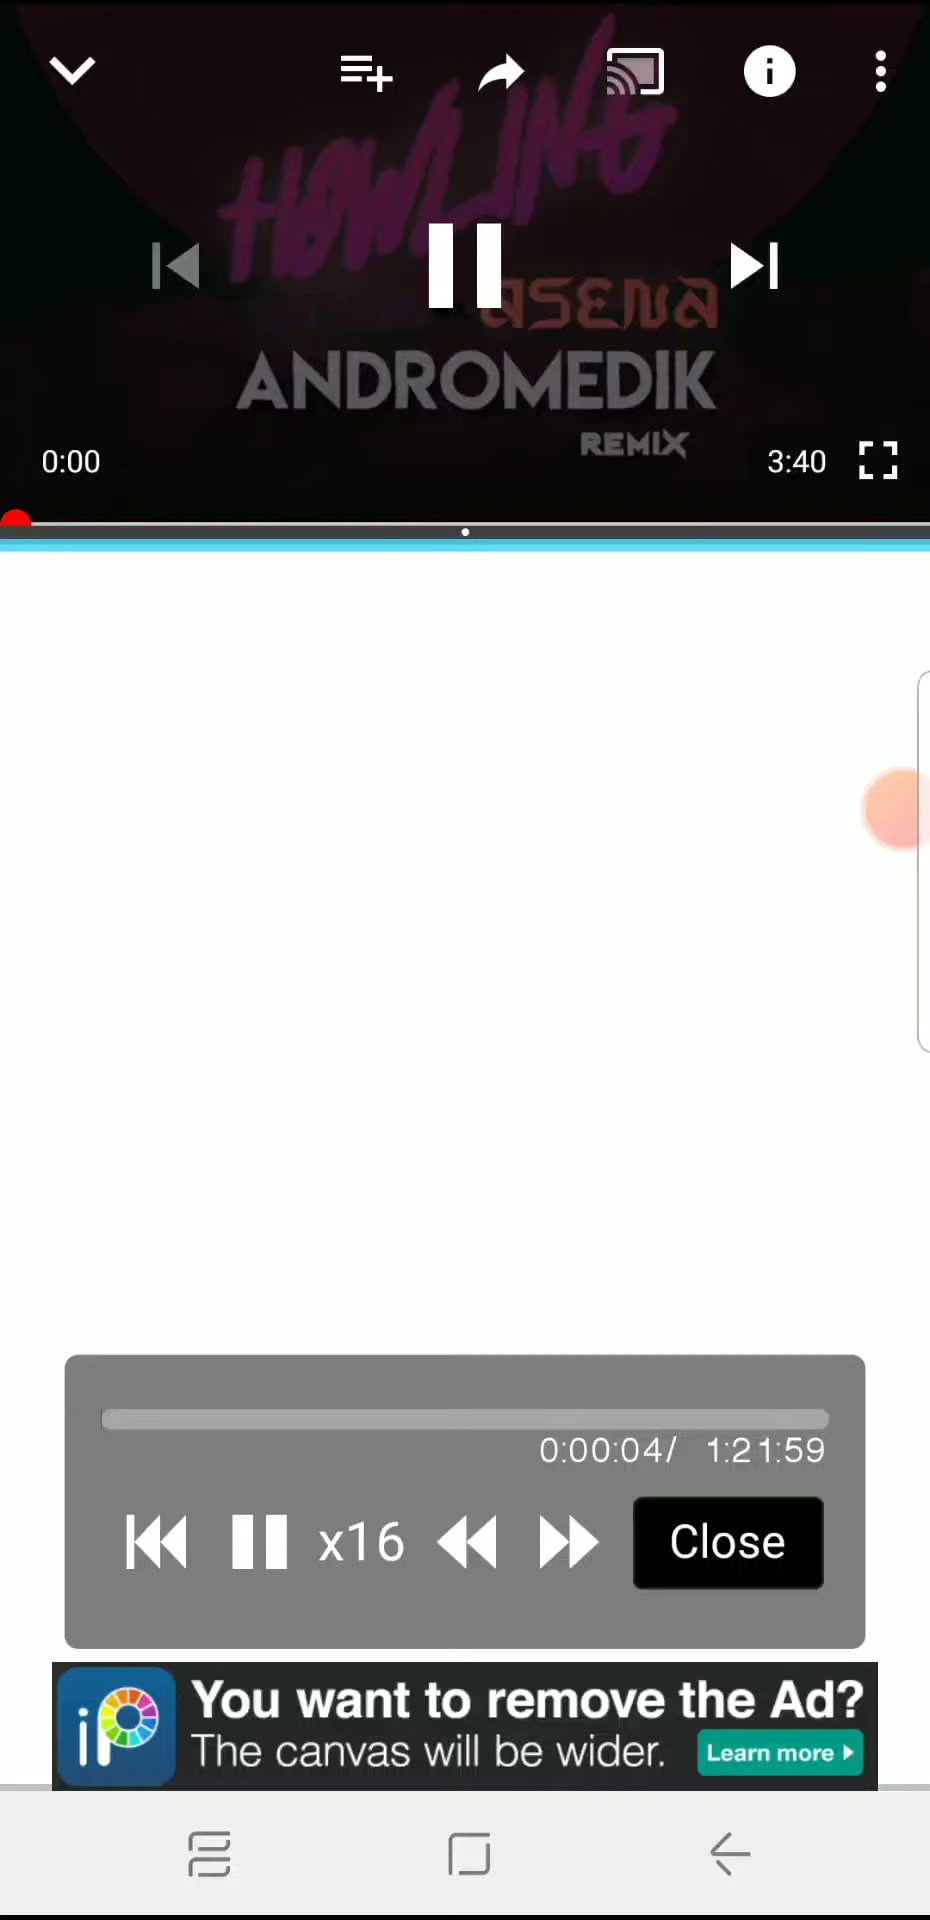 HOWLING
ASENA
ANDROMEDIK
REMIX
0:00
3:40
0:00:04/ 1:21:59
x16
Close
iP
You want to remove the Ad?
The canvas will be wider.
Learn more